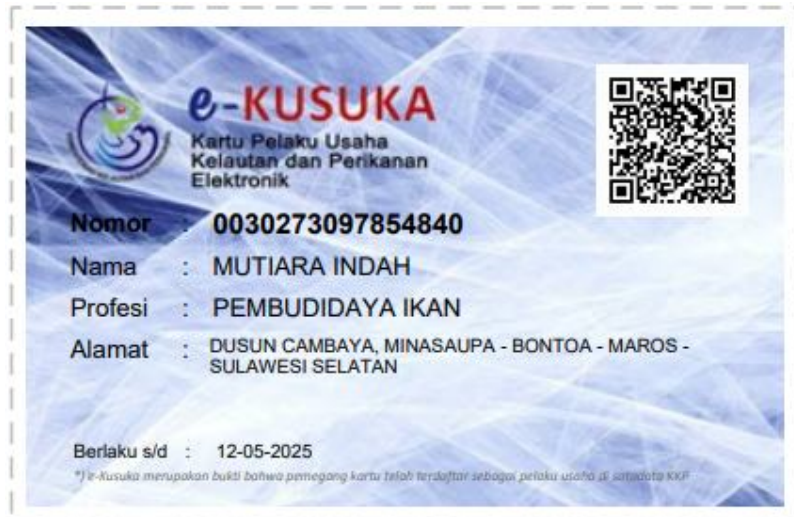 e-KUSUKA
Kartu Pelaku Usaha
Kelautan dan Perikanan
Elektronik
Nomor : 0030273097854840
Nama : MUTIARA INDAH
Profesi : PEMBUDIDAYA IKAN
Alamat : DUSUN CAMBAYA, MINASAUPA - BONTOA - MAROS -
SULAWESI SELATAN
Berlaku s/d : 12-05-2025
*) e-Kusuka merupakan bukti bahwa pemegang kartu telah terdaftar sebagai pelaku usaha di satudata KKP